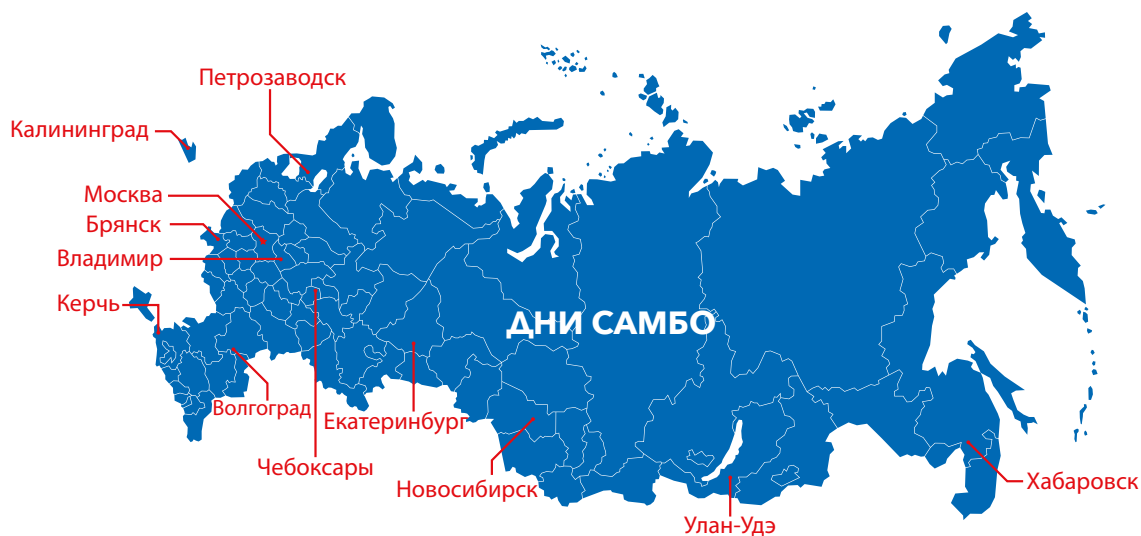 Петрозаводск
Калининград
Москва
Брянск
Владимир
Керчь
ДНИ САМБО
Волгоград
Екатеринбург
Чебоксары
Новосибирск
Хабаровск
Улан-Удэ